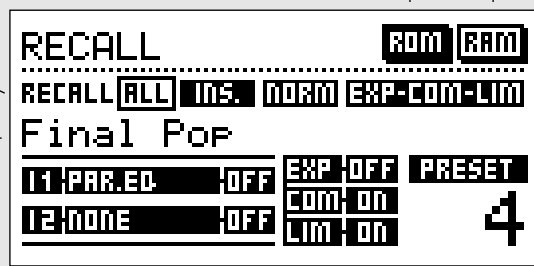 RECALL ROM RAM
RECALL ALL INS. NORM EXP-COM-LIM
Final Pop
I1 PAR.EQ OFF EXP OFF PRESET
I2 NONE OFF COM ON 4
LIM ON